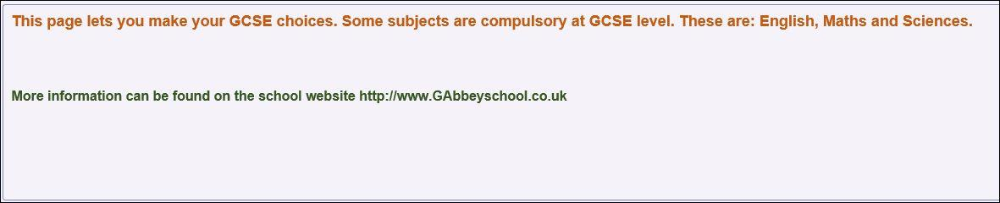 This page lets you make your GCSE choices. Some subjects are compulsory at GCSE level. These are: English, Maths and Sciences.
More information can be found on the school website http://www.GAbbeyschool.co.uk